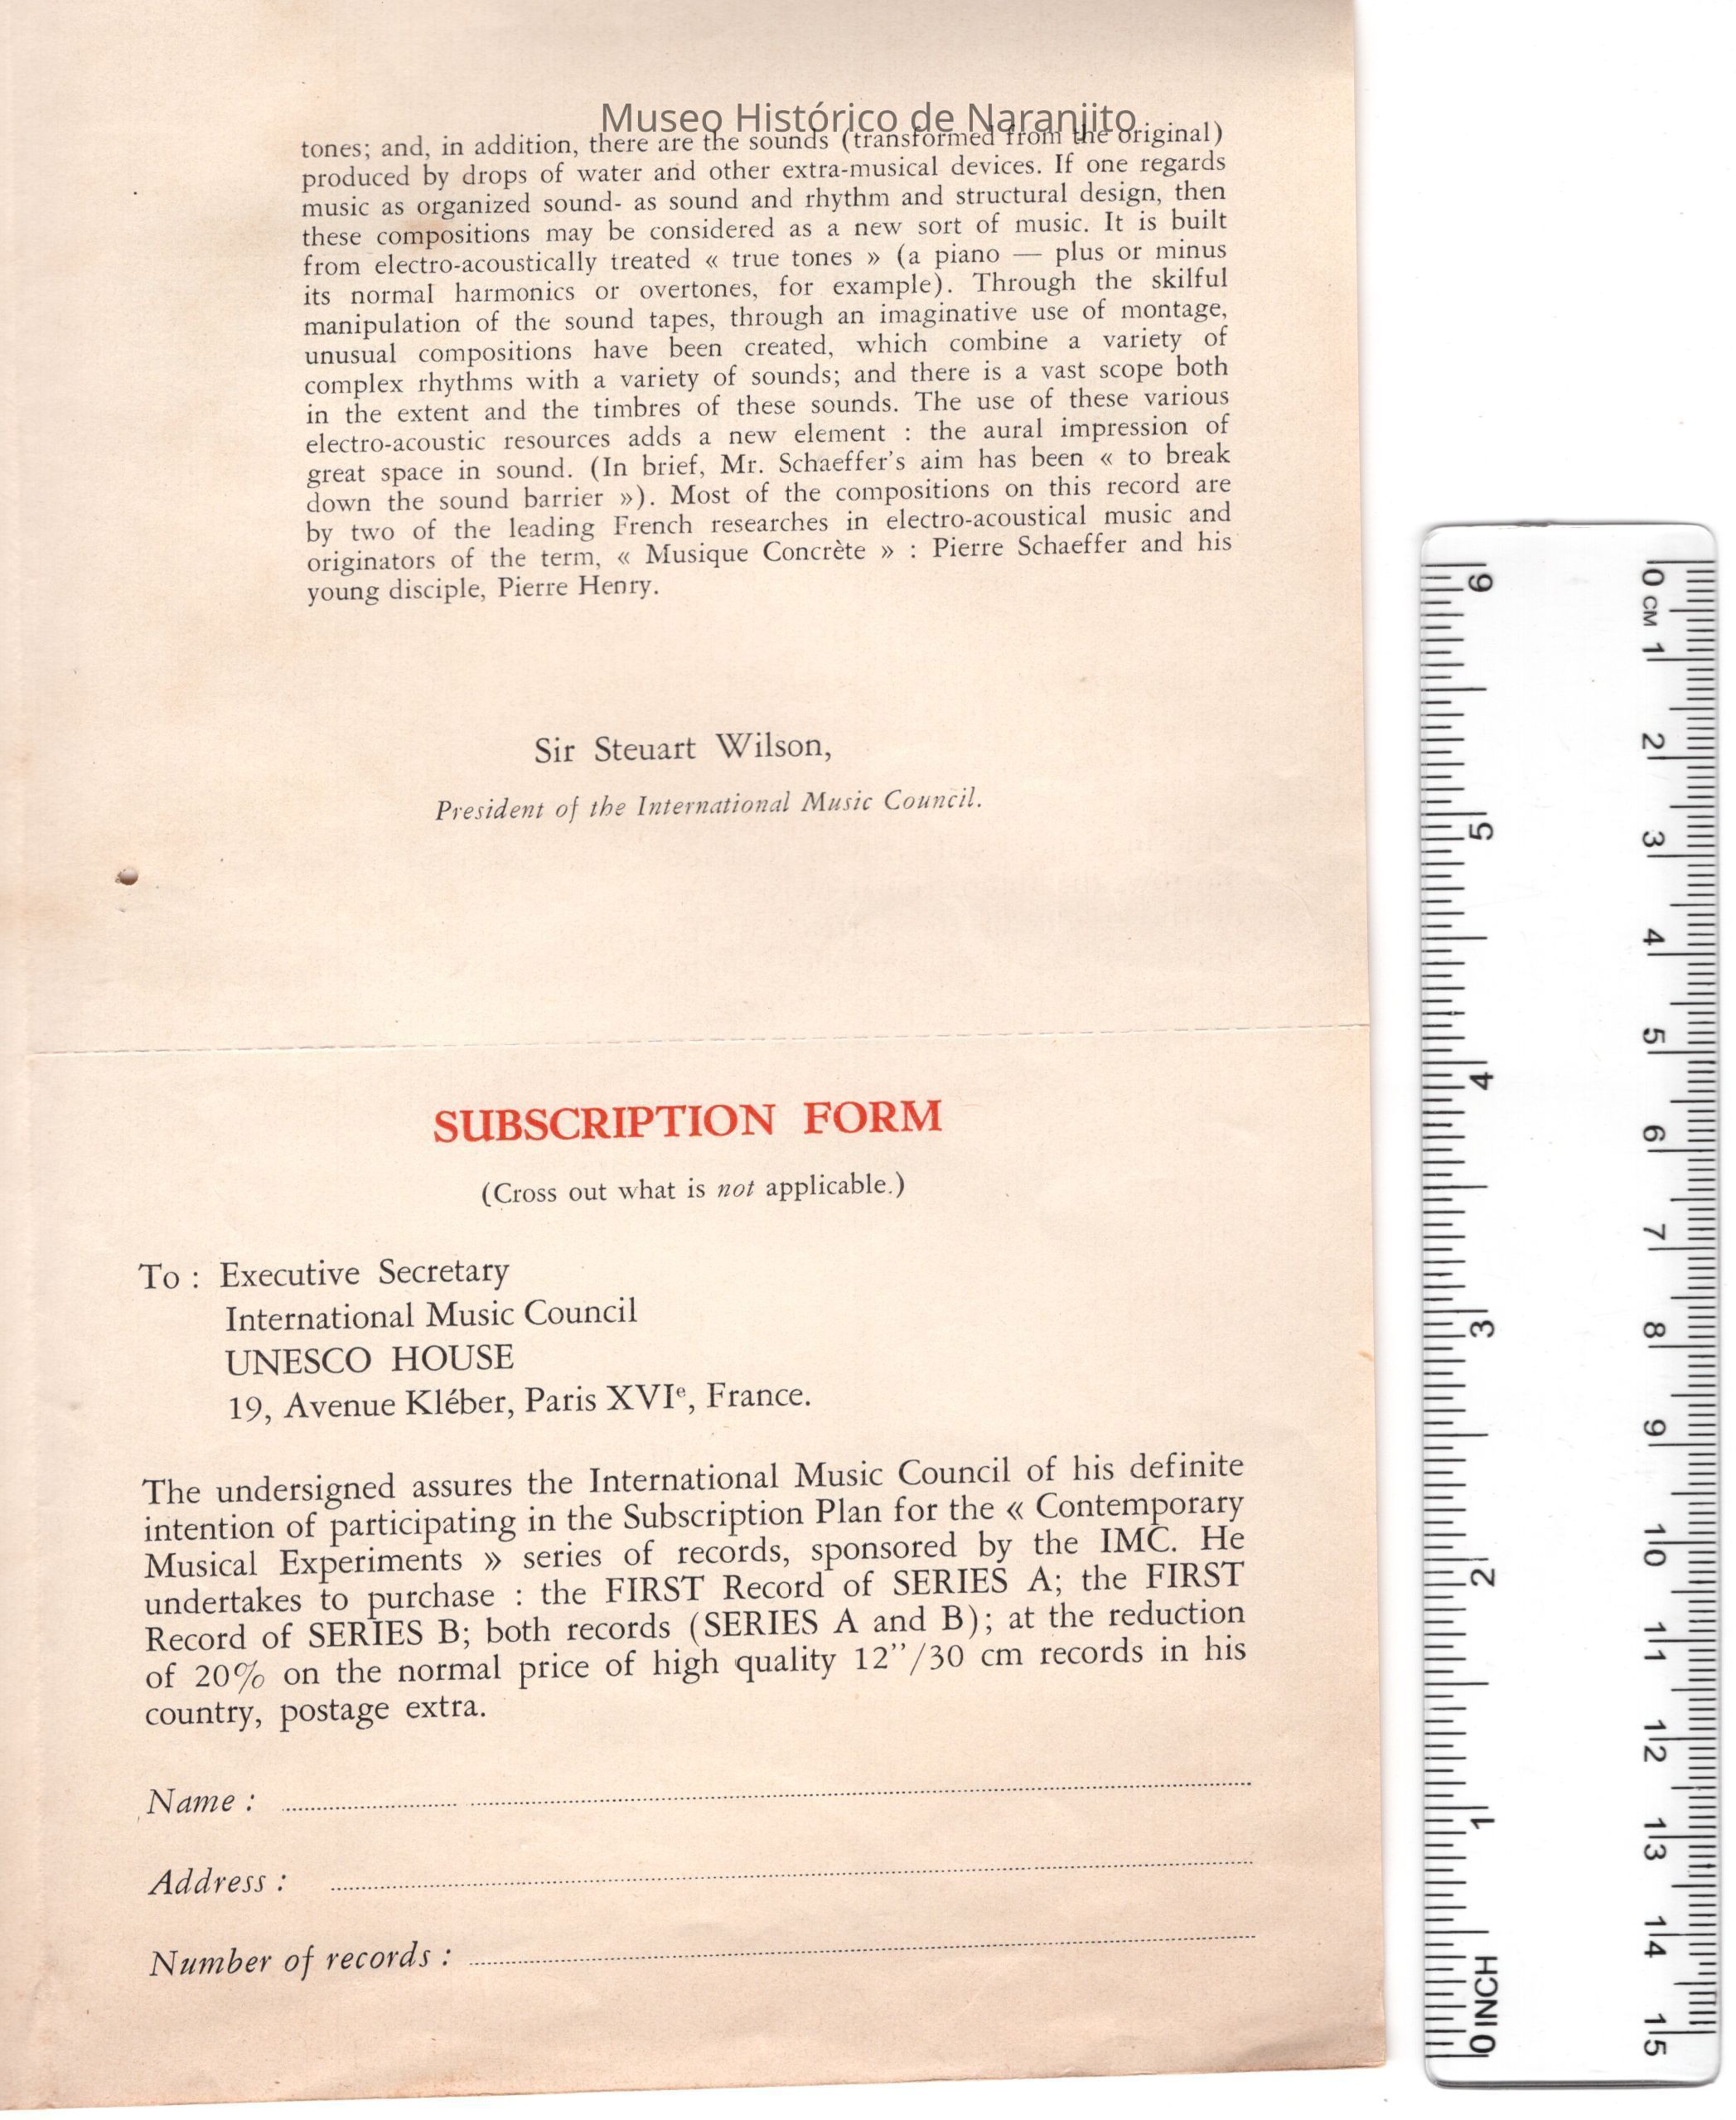 Museo Histórico de Naranjito
tones; and, in addition, there are the sounds (transformed from the original)
produced by drops of water and other extra-musical devices. If one regards
music as organized sound- as sound and rhythm and structural design, then
these compositions may be considered as a new sort of music. It is built
from electro-acoustically treated « true tones » (a piano — plus or minus
its normal harmonics or overtones, for example). Through the skilful
manipulation of the sound tapes, through an imaginative use of montage,
unusual compositions have been created, which combine a variety of
complex rhythms with a variety of sounds; and there is a vast scope both
in the extent and the timbres of these sounds. The use of these various
electro-acoustic resources adds a new element : the aural impression of
great space in sound. (In brief, Mr. Schaeffer's aim has been « to break
down the sound barrier »). Most of the compositions on this record are
by two of the leading French researches in electro-acoustical music and
originators of the term, « Musique Concrète » : Pierre Schaeffer and his
young disciple, Pierre Henry.
Sir Steuart Wilson,
President of the International Music Council.
SUBSCRIPTION FORM
(Cross out what is not applicable.)
To : Executive Secretary
International Music Council
UNESCO HOUSE
19, Avenue Kléber, Paris XVIe, France.
The undersigned assures the International Music Council of his definite
intention of participating in the Subscription Plan for the « Contemporary
Musical Experiments » series of records, sponsored by the IMC. He
undertakes to purchase : the FIRST Record of SERIES A; the FIRST
Record of SERIES B; both records (SERIES A and B); at the reduction
of 20% on the normal price of high quality 12''/30 cm records in his
country, postage extra.
Name :
Address :
Number of records :
0 CM 1 2 3 4 5 6 7 8 9 10 11 12 13 14 15
6 5 4 3 2 1 0 INCH